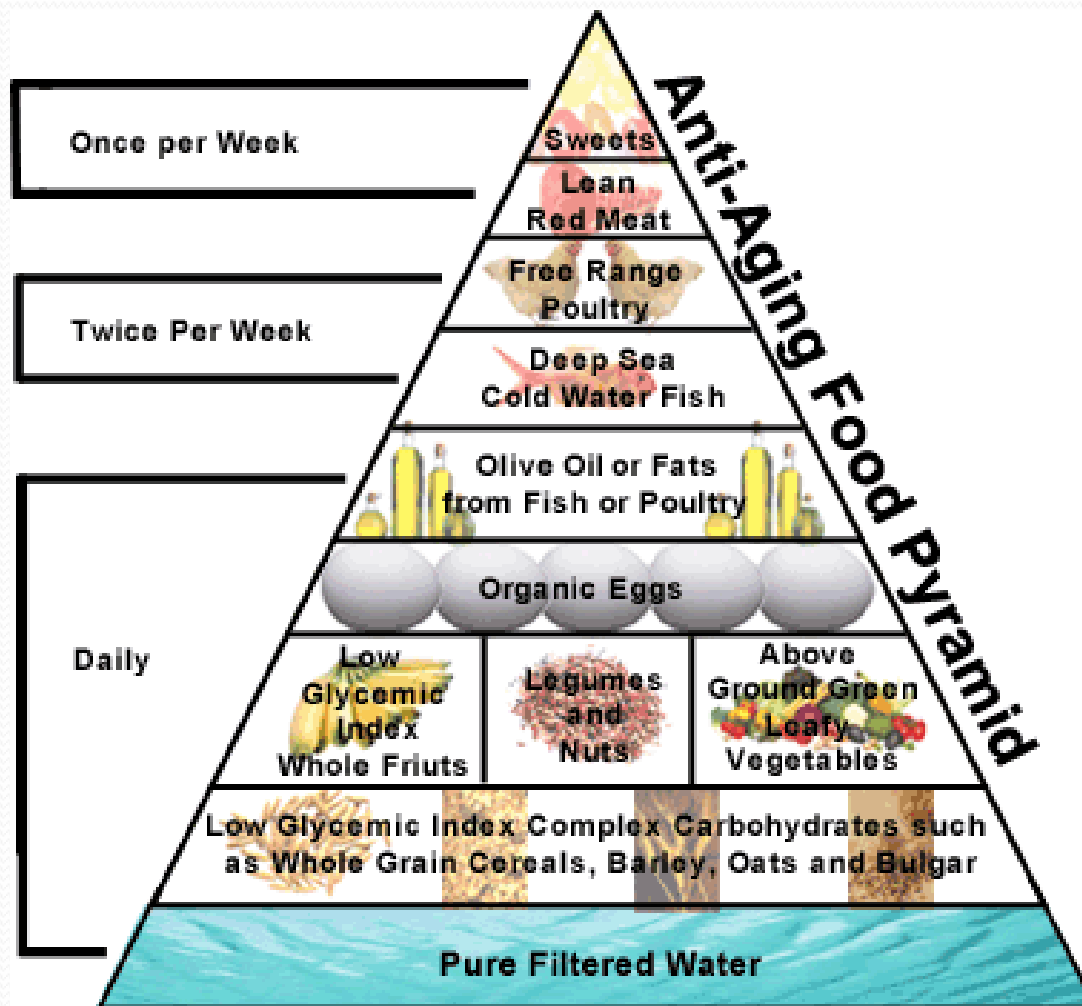 Anti-Aging Food Pyramid
Once per Week
Sweets
Lean
Red Meat
Twice Per Week
Free Range
Poultry
Deep Sea
Cold Water Fish
Daily
Olive Oil or Fats
from Fish or Poultry
Organic Eggs
Low
Glycemic
Index
Whole Friuts
Legumes
and
Nuts
Above
Ground Green
Leafy
Vegetables
Low Glycemic Index Complex Carbohydrates such
as Whole Grain Cereals, Barley, Oats and Bulgar
Pure Filtered Water